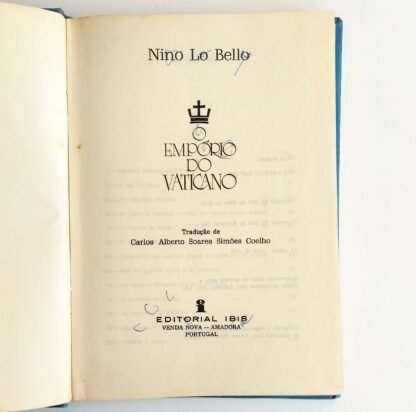 Nino Lo Bello
O
EMPÓRIO
DO
VATICANO
Tradução de
Carlos Alberto Soares Simões Coelho
EDITORIAL IBIS
VENDA NOVA — AMADORA
PORTUGAL